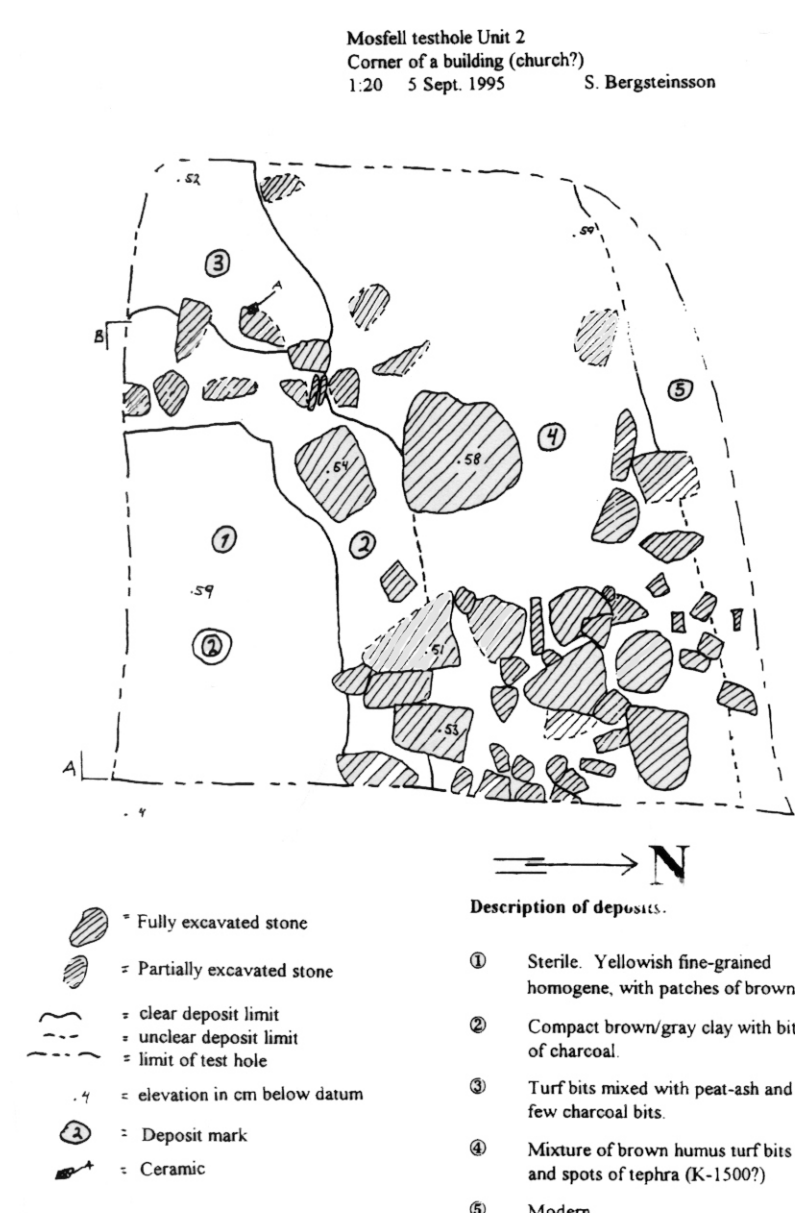 Mosfell testhole Unit 2
Corner of a building (church?)
1:20 5 Sept. 1995 S. Bergsteinsson
.52
.59
3
A
B
5
4
.54
.58
1
2
.59
2
.51
.53
A
. 4
N
= Fully excavated stone
= Partially excavated stone
= clear deposit limit
= unclear deposit limit
= limit of test hole
. 4 = elevation in cm below datum
2 = Deposit mark
A = Ceramic
Description of deposits.
① Sterile. Yellowish fine-grained
homogene, with patches of brown
② Compact brown/gray clay with bit
of charcoal.
③ Turf bits mixed with peat-ash and
few charcoal bits.
④ Mixture of brown humus turf bits
and spots of tephra (K-1500?)
⑤ Modern